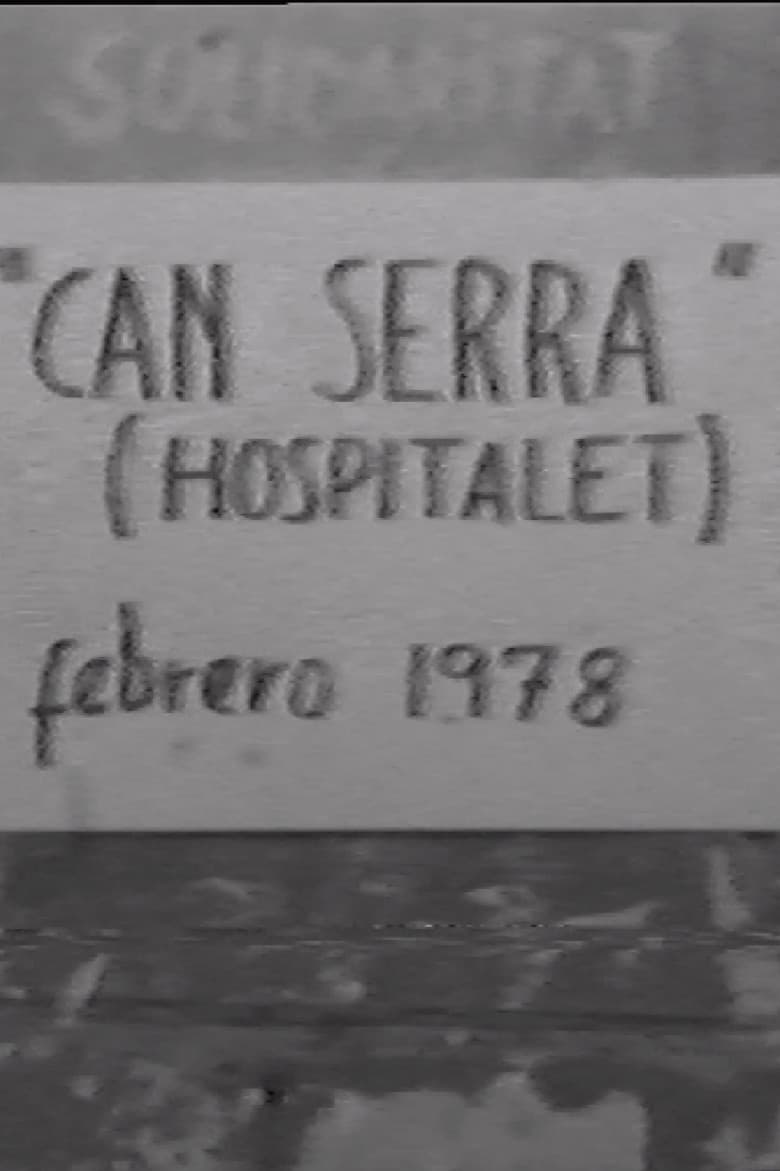 "CAN SERRA"
(HOSPITALET)
febrero 1978